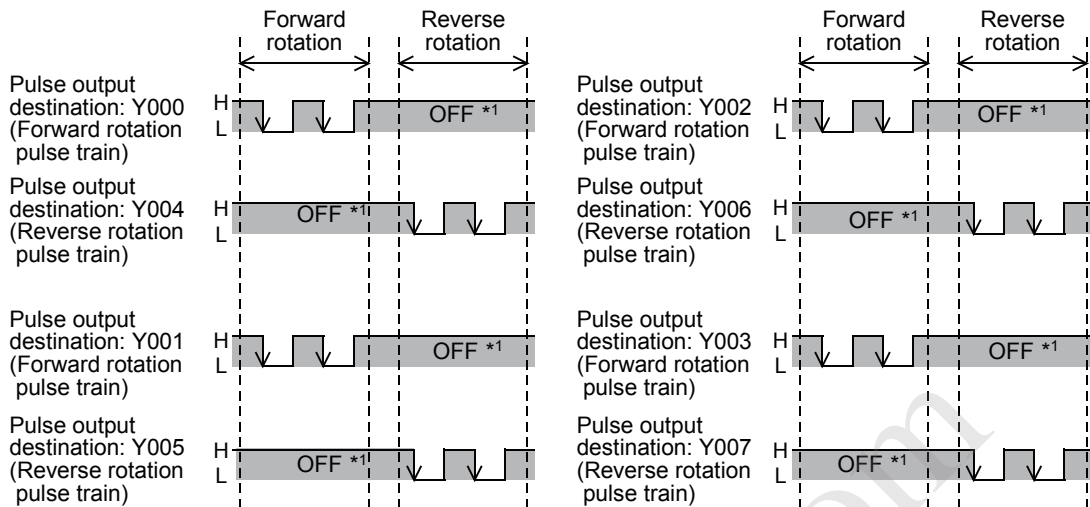 Forward
rotation
Reverse
rotation
Pulse output
destination: Y000
(Forward rotation
pulse train)
H
L
OFF *1
Pulse output
destination: Y004
(Reverse rotation
pulse train)
H
L
OFF *1
Pulse output
destination: Y001
(Forward rotation
pulse train)
H
L
OFF *1
Pulse output
destination: Y005
(Reverse rotation
pulse train)
H
L
OFF *1
Forward
rotation
Reverse
rotation
Pulse output
destination: Y002
(Forward rotation
pulse train)
H
L
OFF *1
Pulse output
destination: Y006
(Reverse rotation
pulse train)
H
L
OFF *1
Pulse output
destination: Y003
(Forward rotation
pulse train)
H
L
OFF *1
Pulse output
destination: Y007
(Reverse rotation
pulse train)
H
L
OFF *1